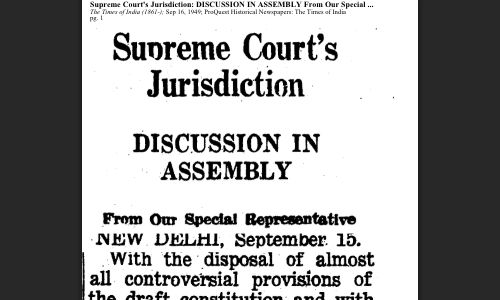 Supreme Court's Jurisdiction: DISCUSSION IN ASSEMBLY From Our Special ...
The Times of India (1861-); Sep 16, 1949; ProQuest Historical Newspapers: The Times of India
pg. 1
Supreme Court's
Jurisdiction
DISCUSSION IN
ASSEMBLY
From Our Special Representative
NEW DELHI, September 15.
With the disposal of almost
all controversial provisions of
the draft constitution and with